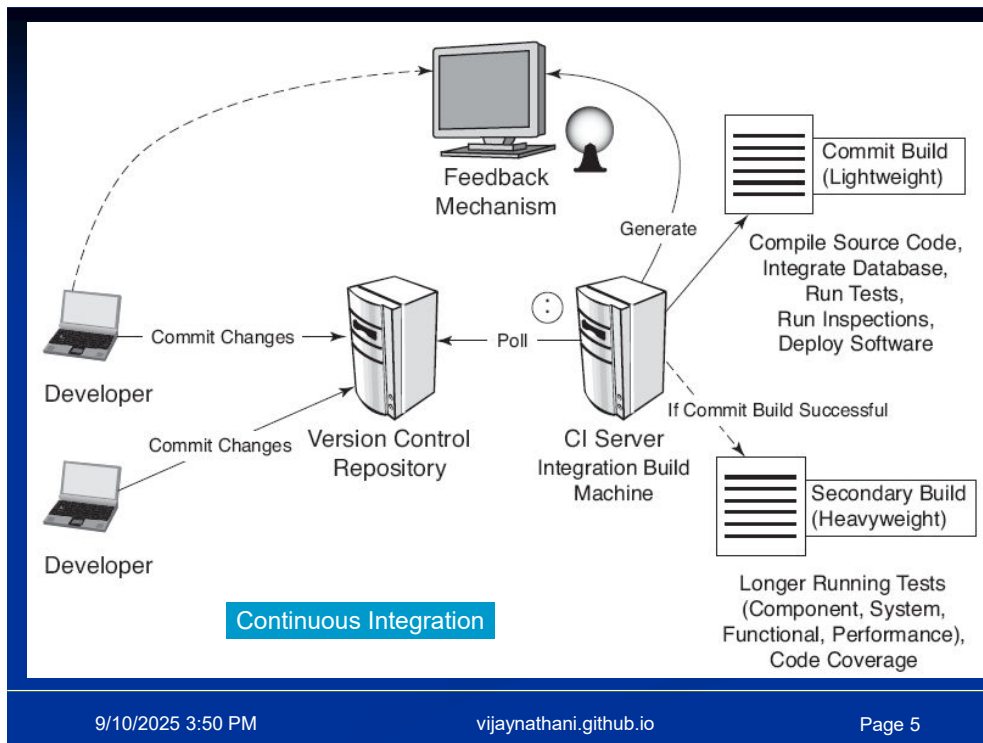 Feedback
Mechanism
Commit Build
(Lightweight)
Generate
Compile Source Code,
Integrate Database,
Run Tests,
Run Inspections,
Deploy Software
Commit Changes
Poll
Developer
If Commit Build Successful
Commit Changes
Version Control
Repository
CI Server
Integration Build
Machine
Secondary Build
(Heavyweight)
Developer
Longer Running Tests
(Component, System,
Functional, Performance),
Code Coverage
Continuous Integration
9/10/2025 3:50 PM
vijaynathani.github.io
Page 5